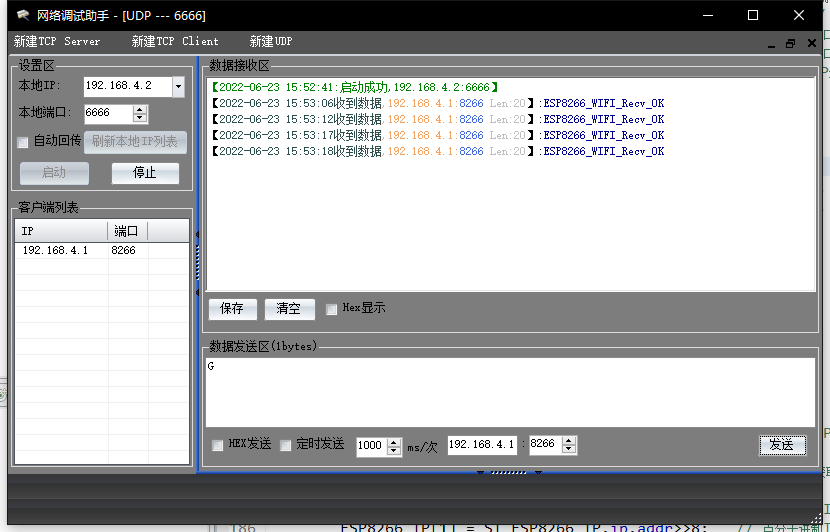 网络调试助手 - [UDP --- 6666]
新建TCP Server 新建TCP Client 新建UDP
设置区
本地IP: 192.168.4.2
本地端口: 6666
自动回传 刷新本地IP列表
启动 停止
客户端列表
IP 端口
192.168.4.1 8266
数据接收区
【2022-06-23 15:52:41:启动成功,192.168.4.2:6666】
【2022-06-23 15:53:06收到数据,192.168.4.1:8266 Len:20】:ESP8266_WIFI_Recv_OK
【2022-06-23 15:53:12收到数据,192.168.4.1:8266 Len:20】:ESP8266_WIFI_Recv_OK
【2022-06-23 15:53:17收到数据,192.168.4.1:8266 Len:20】:ESP8266_WIFI_Recv_OK
【2022-06-23 15:53:18收到数据,192.168.4.1:8266 Len:20】:ESP8266_WIFI_Recv_OK
保存 清空 Hex显示
数据发送区(1bytes)
G
HEX发送 定时发送 1000 ms/次 192.168.4.1 : 8266 发送
186